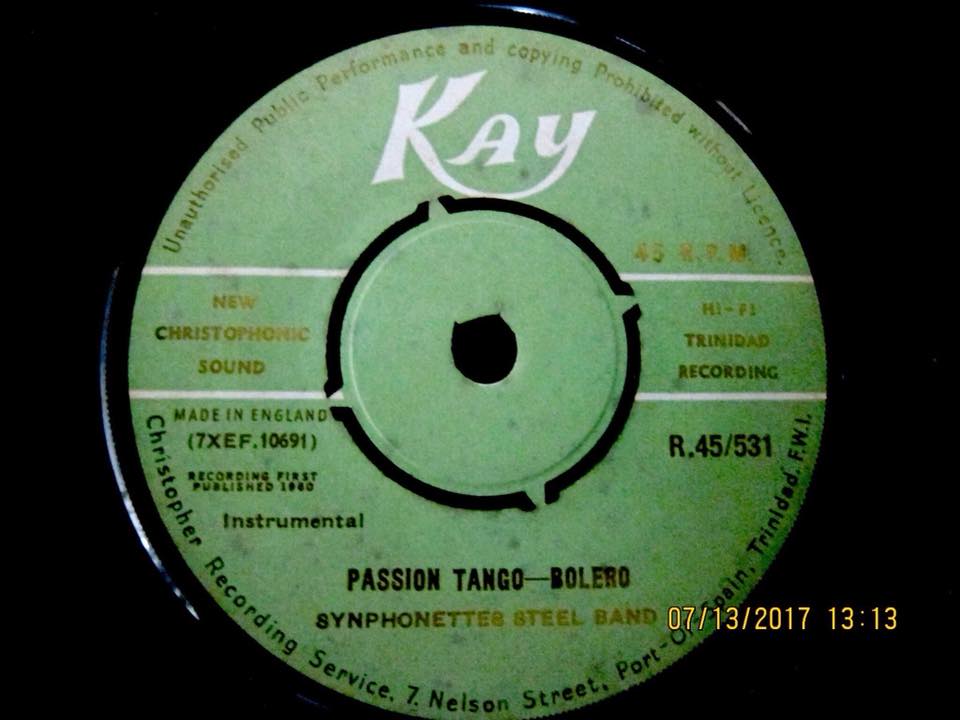 Unauthorised Public Performance and copying Prohibited without Licence.
Kay
45 R.P.M.
NEW
CHRISTOPHONIC
SOUND
HI-FI
TRINIDAD
RECORDING
MADE IN ENGLAND
(7XEF.10691)
R.45/531
RECORDING FIRST
PUBLISHED 1960
Instrumental
PASSION TANGO—BOLERO
SYNPHONETTES STEEL BAND
Christopher Recording Service, 7, Nelson Street, Port-Of-Spain, Trinidad. F.W.I.
07/13/2017 13:13